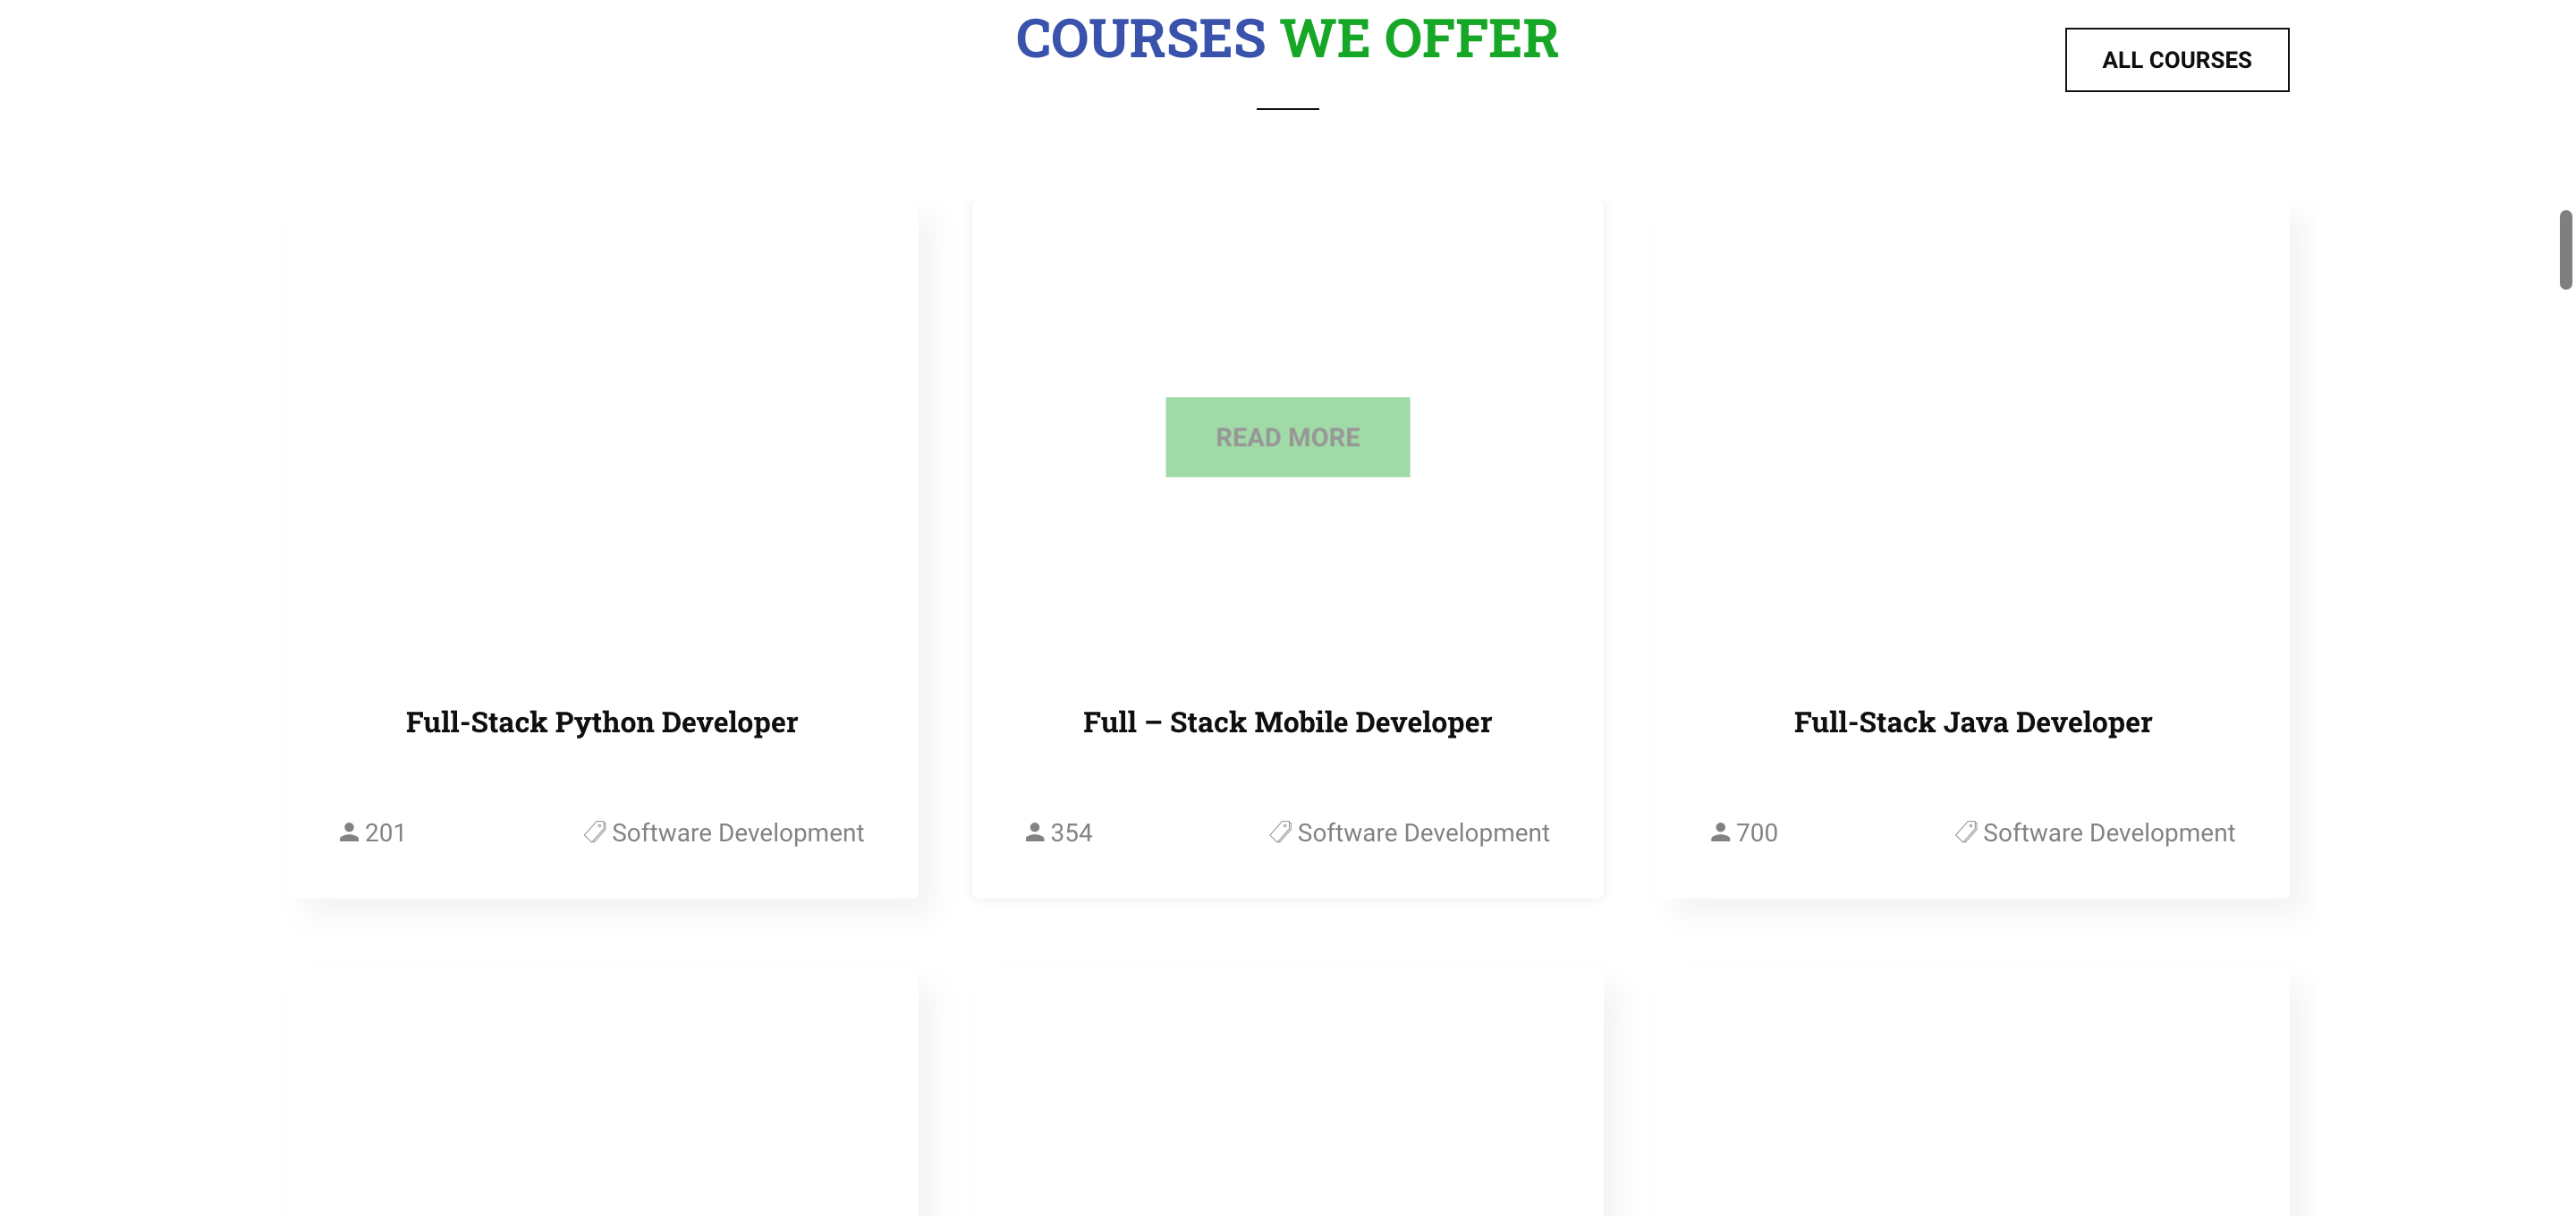 COURSES WE OFFER
ALL COURSES
READ MORE
Full-Stack Python Developer
Full – Stack Mobile Developer
Full-Stack Java Developer
201
Software Development
354
Software Development
700
Software Development